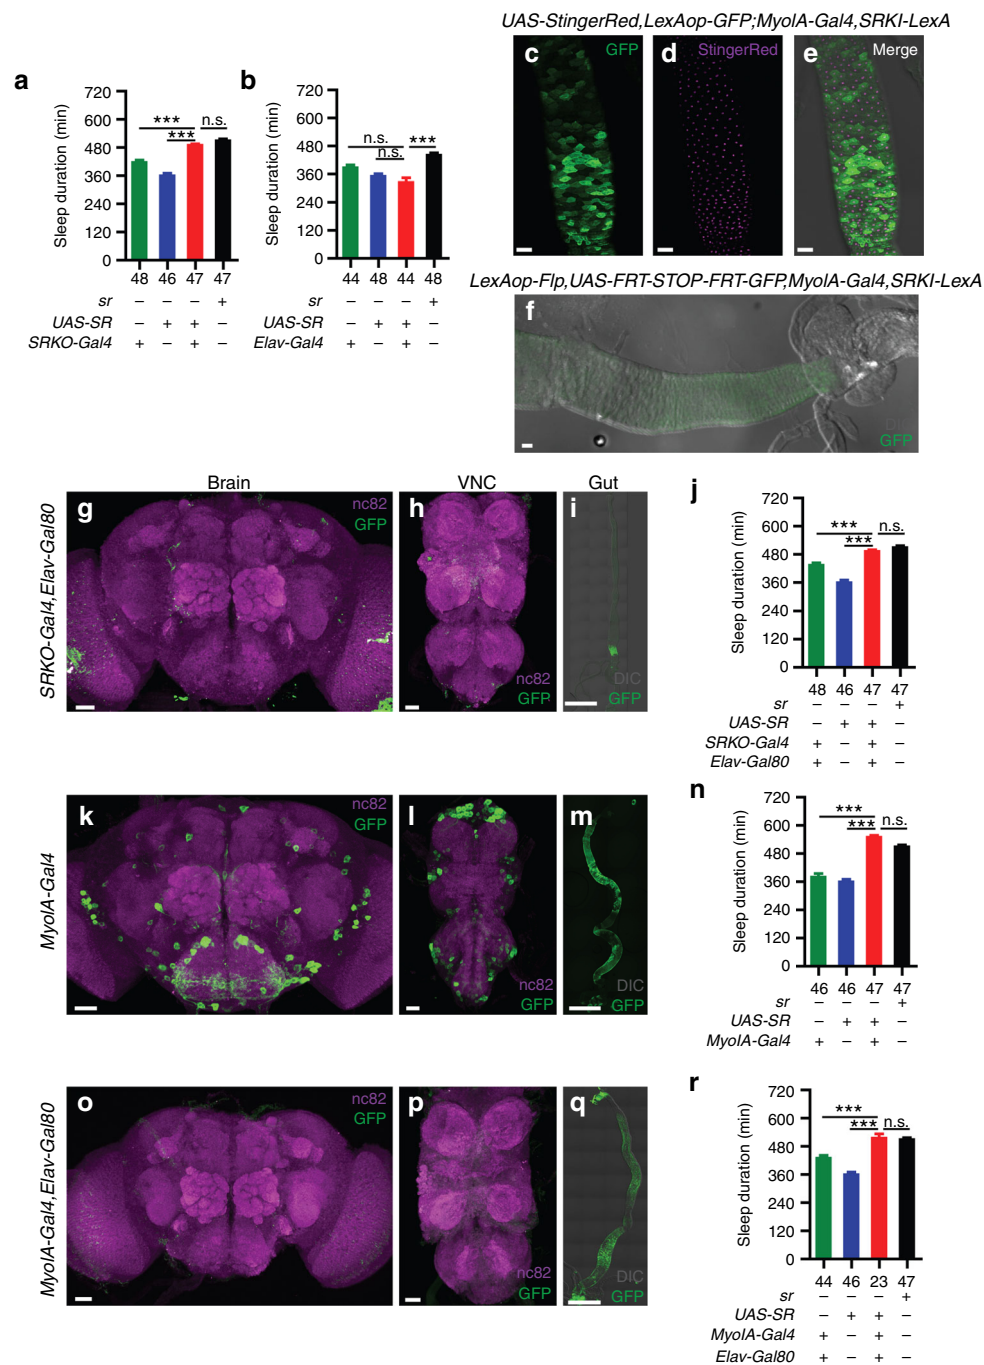 UAS-StingerRed,LexAop-GFP;MyoIA-Gal4,SRKI-LexA
a
Sleep duration (min)
720
600
480
360
240
120
0
*** n.s.
***
48 46 47 47
sr – – – +
UAS-SR – + + –
SRKO-Gal4 + – + –
b
Sleep duration (min)
720
600
480
360
240
120
0
n.s. ***
n.s.
44 48 44 48
sr – – – +
UAS-SR – + + –
Elav-Gal4 + – + –
c GFP
d StingerRed
e Merge
LexAop-Flp,UAS-FRT-STOP-FRT-GFP,MyoIA-Gal4,SRKI-LexA
f
DIC
GFP
Brain VNC Gut
SRKO-Gal4,Elav-Gal80
g nc82
GFP
h
nc82
GFP
i
DIC
GFP
j
Sleep duration (min)
720
600
480
360
240
120
0
*** n.s.
***
48 46 47 47
sr – – – +
UAS-SR – + + –
SRKO-Gal4 + – + –
Elav-Gal80 + – + –
MyoIA-Gal4
k nc82
GFP
l
nc82
GFP
m
DIC
GFP
n
Sleep duration (min)
720
600
480
360
240
120
0
*** n.s.
***
46 46 47 47
sr – – – +
UAS-SR – + + –
MyoIA-Gal4 + – + –
MyoIA-Gal4,Elav-Gal80
o nc82
GFP
p
nc82
GFP
q
DIC
GFP
r
Sleep duration (min)
720
600
480
360
240
120
0
*** n.s.
***
44 46 23 47
sr – – – +
UAS-SR – + + –
MyoIA-Gal4 + – + –
Elav-Gal80 + – + –